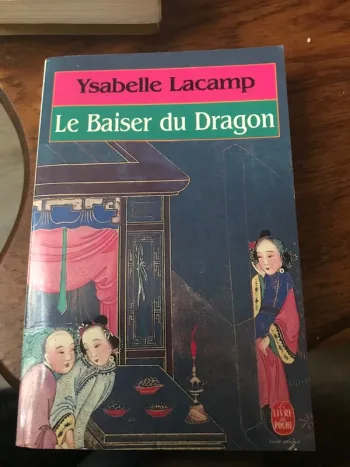 Ysabelle Lacamp
Le Baiser du Dragon
LE LIVRE
DE POCHE